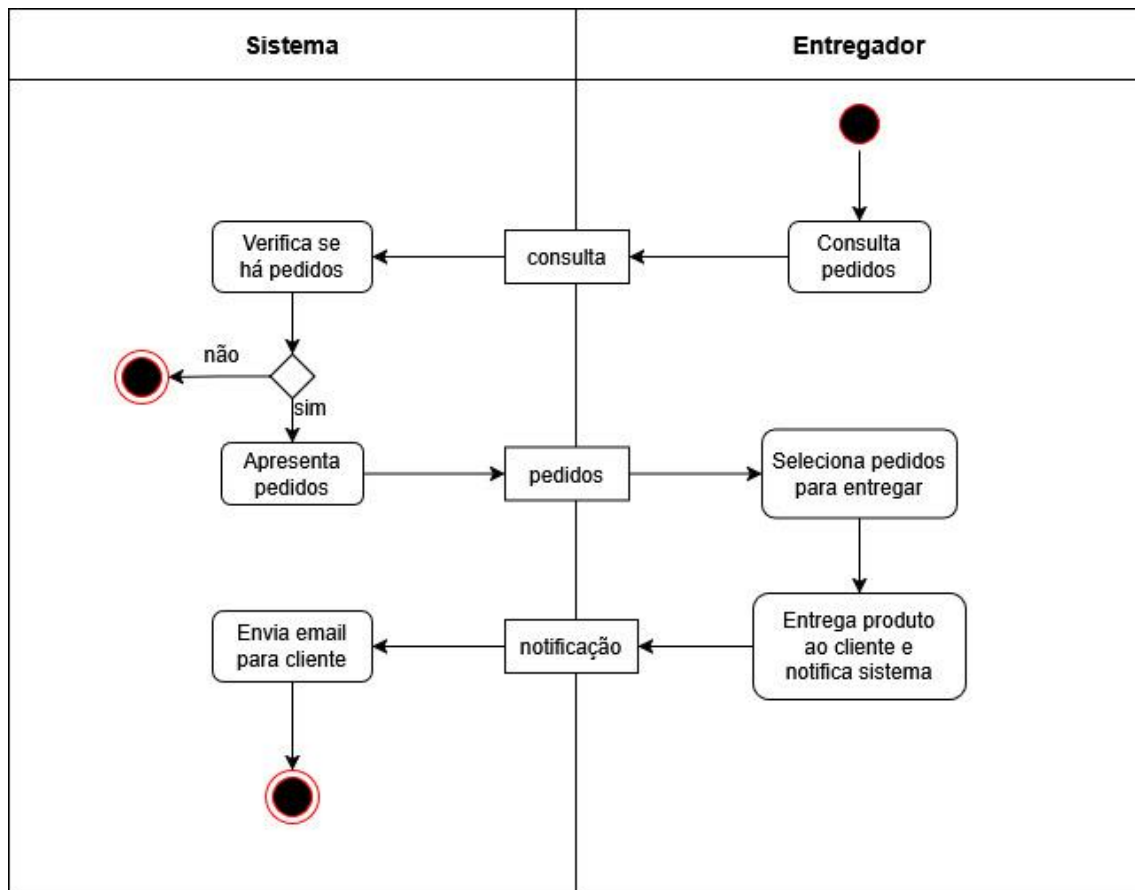 Sistema
Entregador
Consulta
pedidos
consulta
Verifica se
há pedidos
não
sim
Apresenta
pedidos
pedidos
Seleciona pedidos
para entregar
Entrega produto
ao cliente e
notifica sistema
notificação
Envia email
para cliente